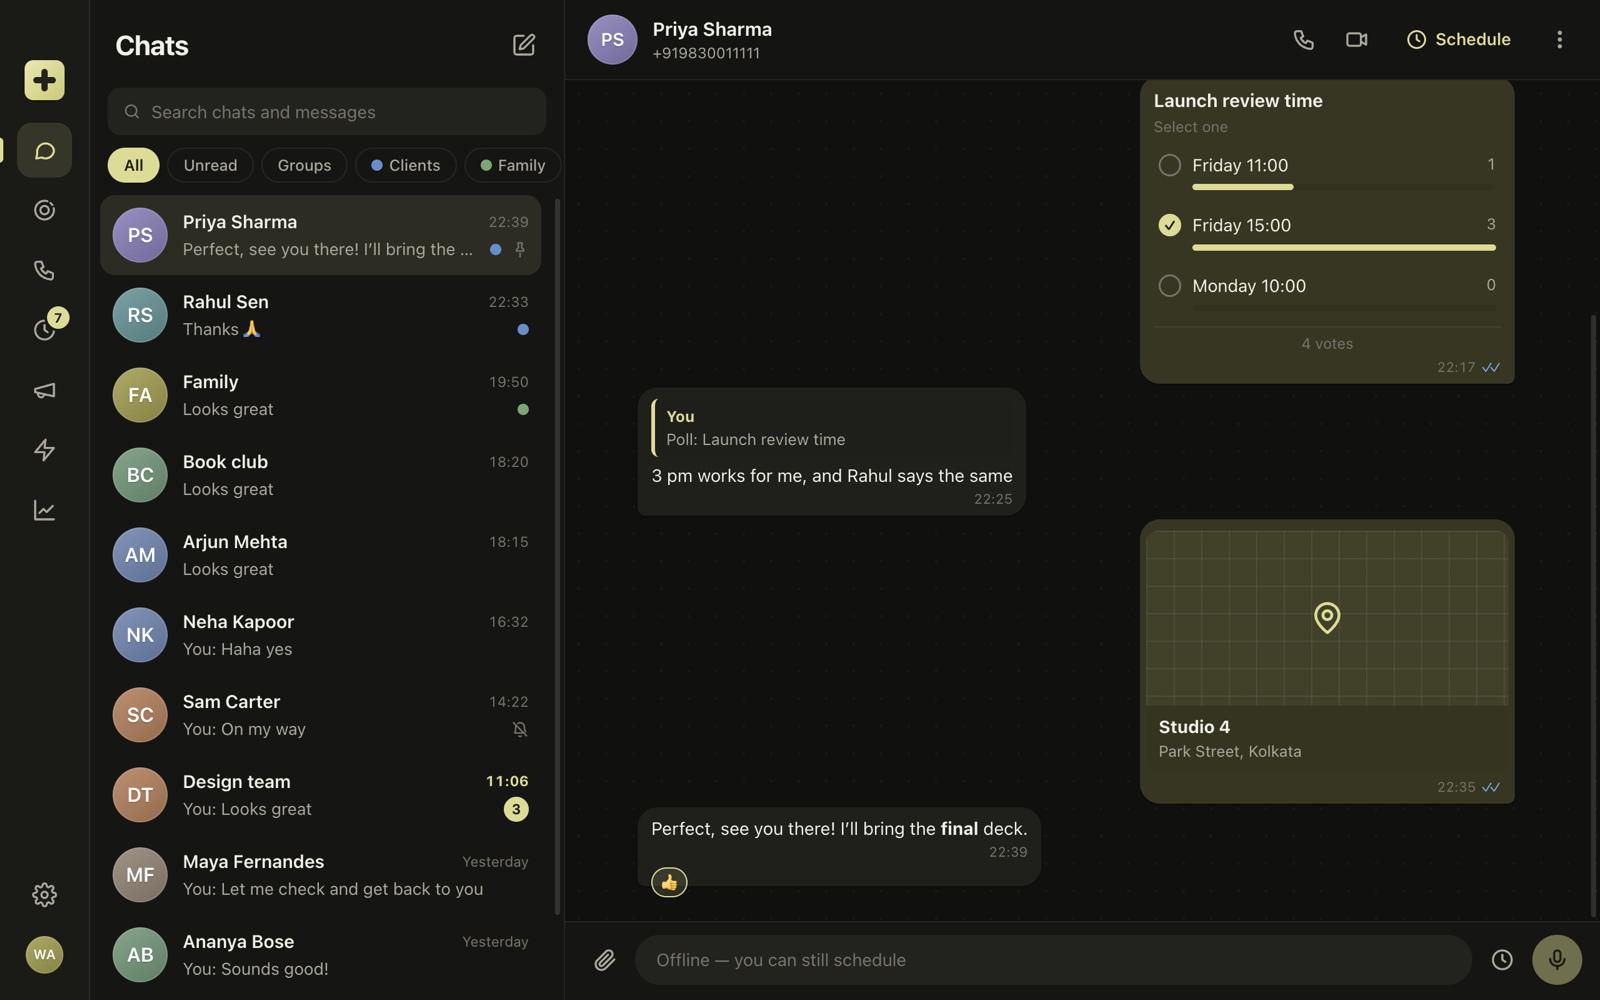 Chats
Search chats and messages
All
Unread
Groups
Clients
Family
PS
Priya Sharma
22:39
Perfect, see you there! I’ll bring the ...
RS
Rahul Sen
22:33
Thanks 🙏
FA
Family
19:50
Looks great
BC
Book club
18:20
Looks great
AM
Arjun Mehta
18:15
Looks great
NK
Neha Kapoor
16:32
You: Haha yes
SC
Sam Carter
14:22
You: On my way
DT
Design team
11:06
You: Looks great
3
MF
Maya Fernandes
Yesterday
You: Let me check and get back to you
AB
Ananya Bose
Yesterday
You: Sounds good!
7
WA
PS
Priya Sharma
+919830011111
Schedule
Launch review time
Select one
Friday 11:00
1
Friday 15:00
3
Monday 10:00
0
4 votes
22:17
You
Poll: Launch review time
3 pm works for me, and Rahul says the same
22:25
Studio 4
Park Street, Kolkata
22:35
Perfect, see you there! I’ll bring the final deck.
22:39
👍
Offline — you can still schedule